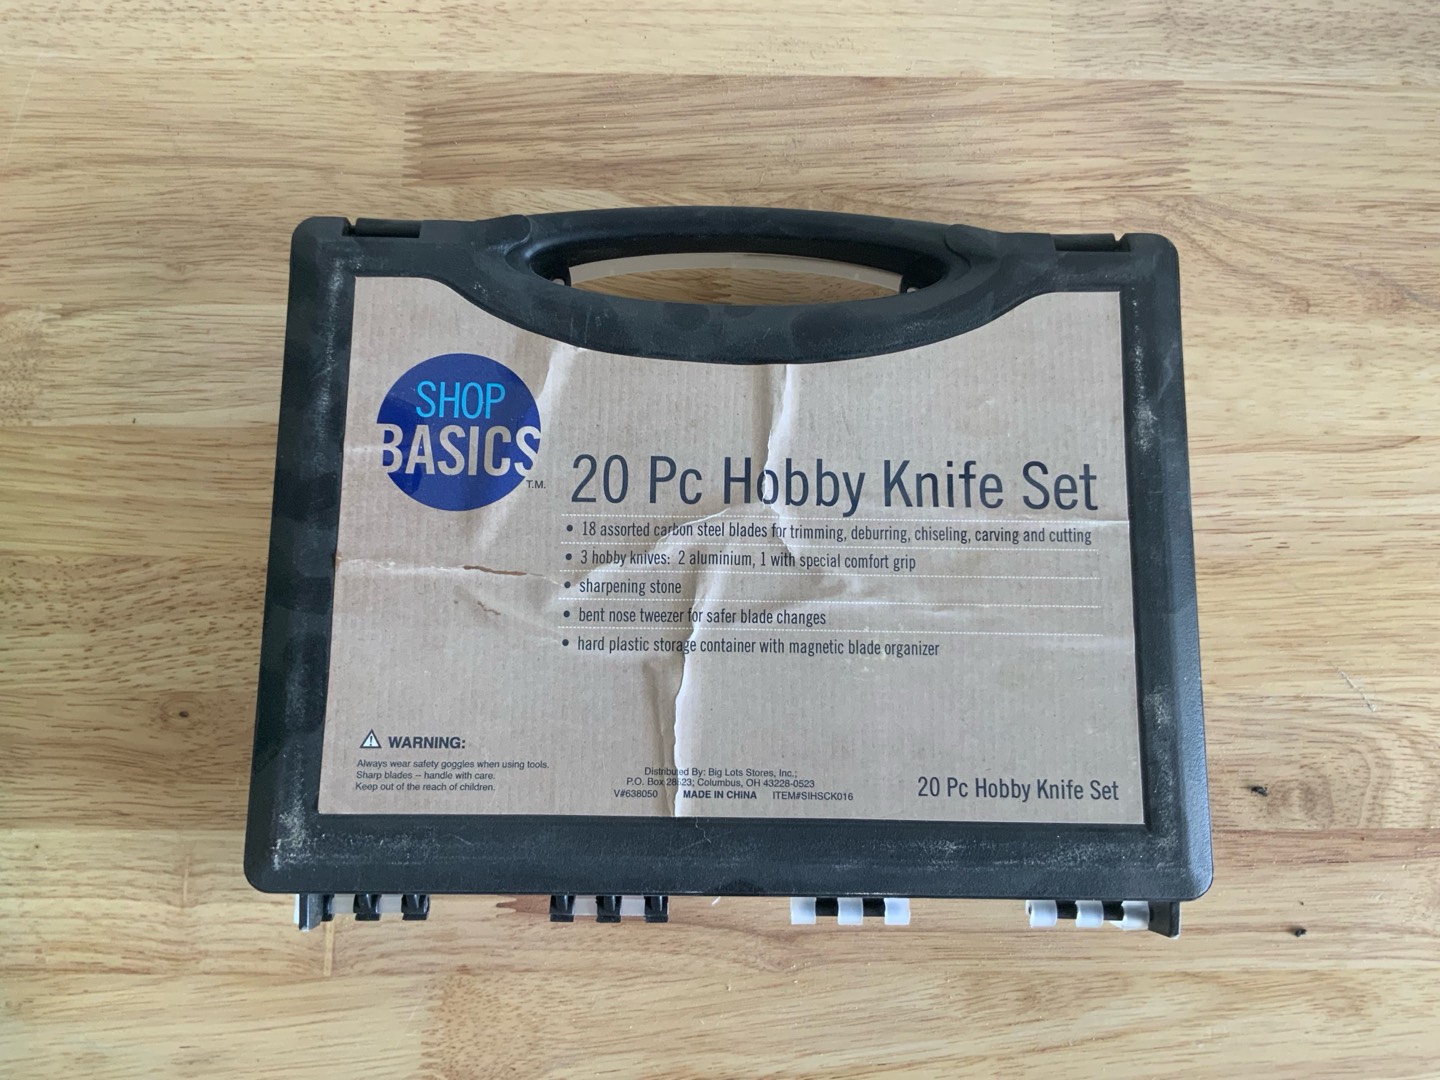 SHOP
BASICS
T.M.
20 Pc Hobby Knife Set
• 18 assorted carbon steel blades for trimming, deburring, chiseling, carving and cutting
• 3 hobby knives: 2 aluminium, 1 with special comfort grip
• sharpening stone
• bent nose tweezer for safer blade changes
• hard plastic storage container with magnetic blade organizer
WARNING:
Always wear safety goggles when using tools.
Sharp blades – handle with care.
Keep out of the reach of children.
Distributed By: Big Lots Stores, Inc.;
P.O. Box 28523; Columbus, OH 43228-0523
V#638050 MADE IN CHINA ITEM#SIHSCK016
20 Pc Hobby Knife Set